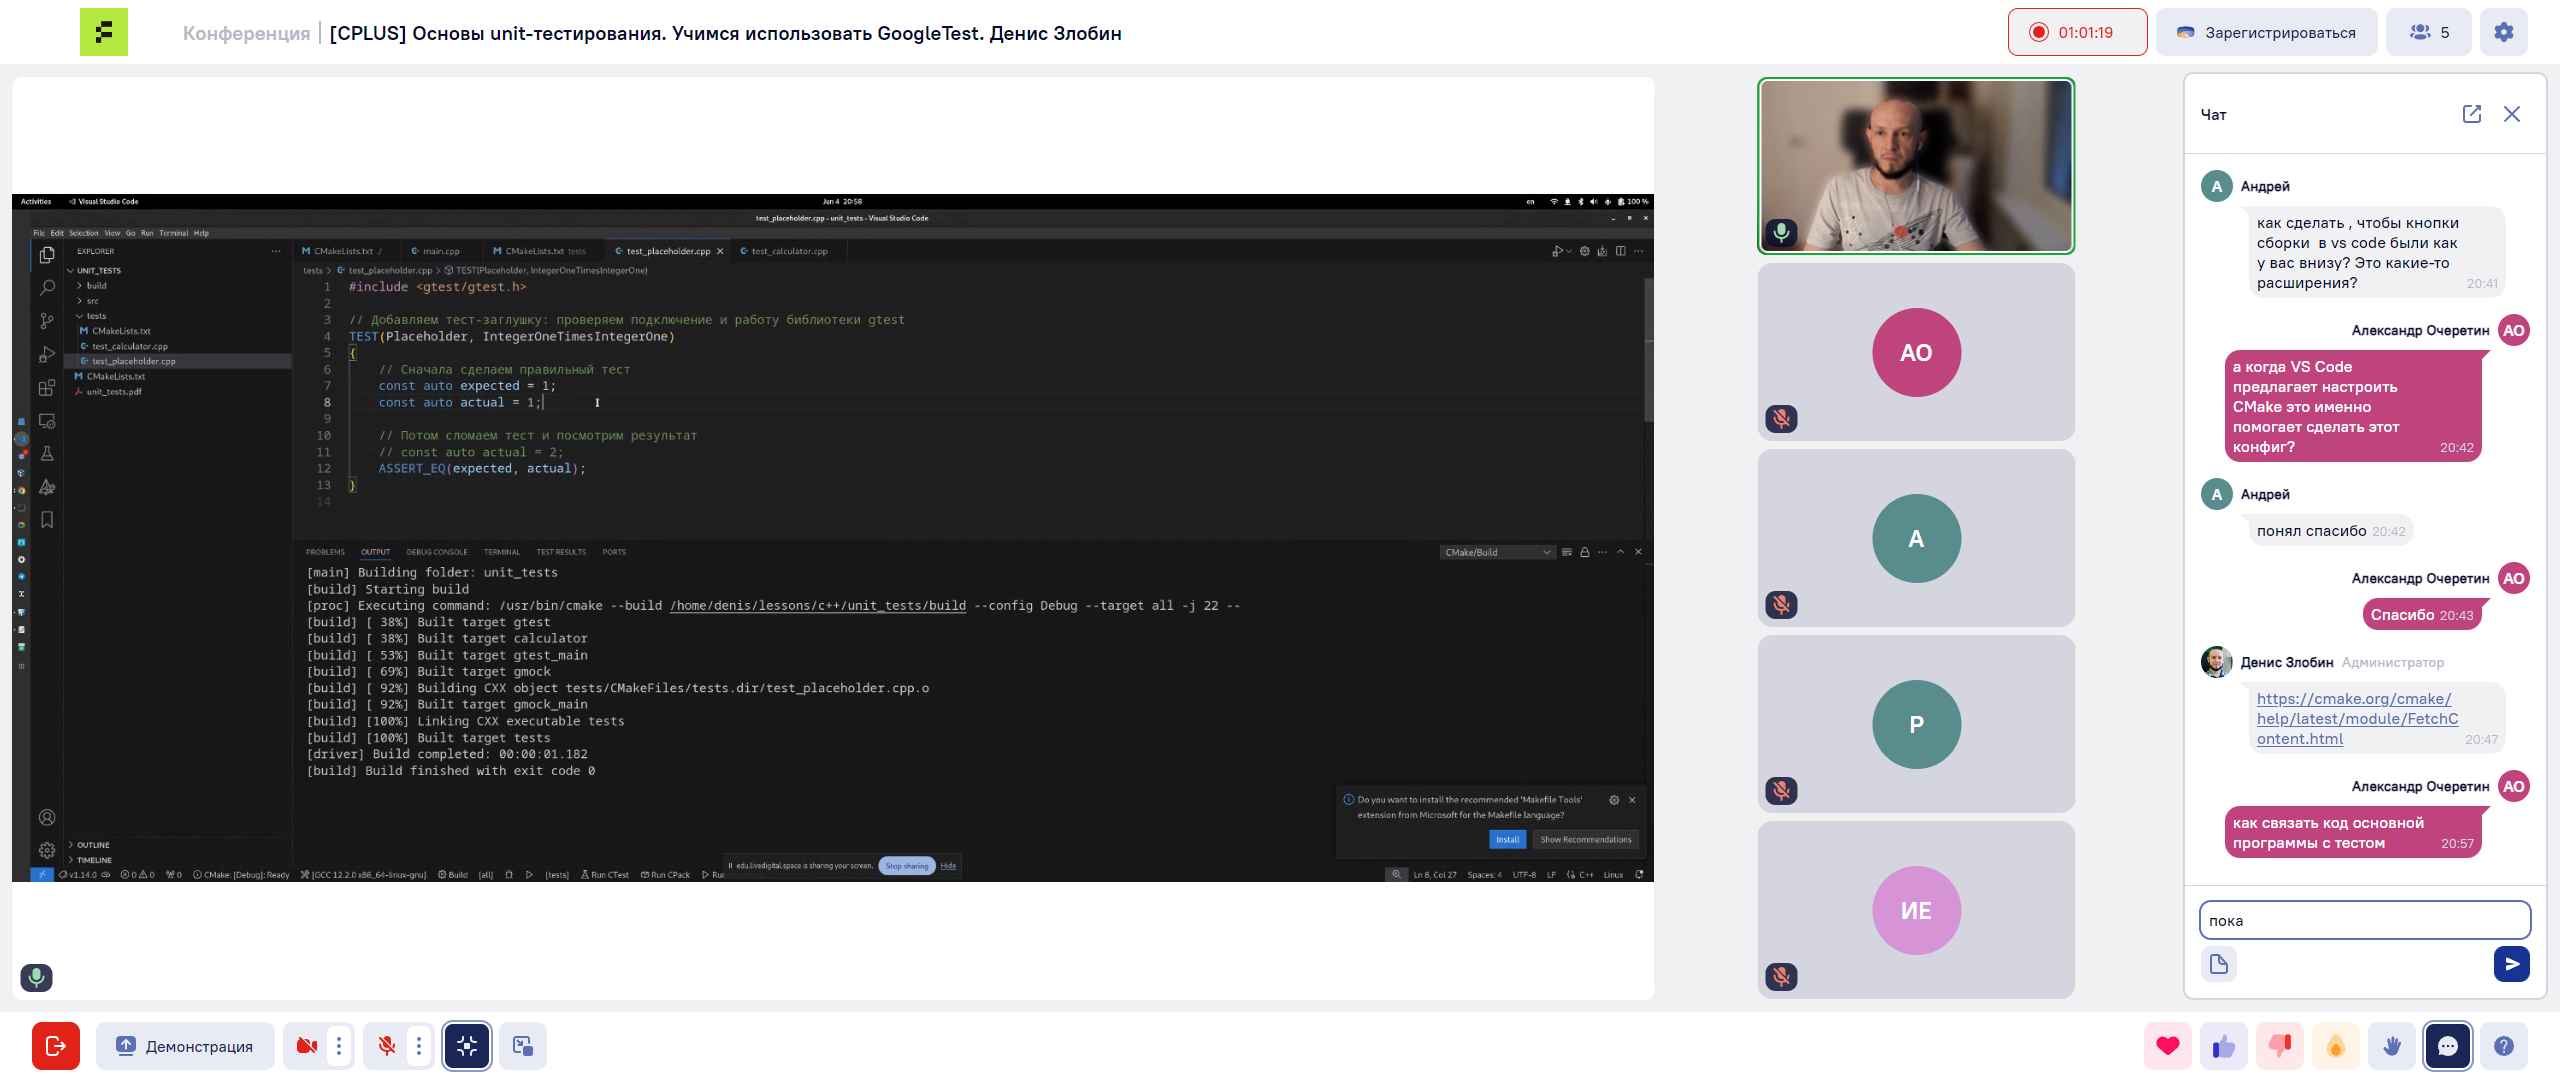 Конференция
[CPLUS] Основы unit-тестирования. Учимся использовать GoogleTest. Денис Злобин
01:01:19
Зарегистрироваться
5
Activities
Visual Studio Code
Jun 4 20:58
en
100 %
test_placeholder.cpp - unit_tests - Visual Studio Code
File Edit Selection View Go Run Terminal Help
EXPLORER
UNIT_TESTS
build
src
tests
CMakeLists.txt
test_calculator.cpp
test_placeholder.cpp
CMakeLists.txt
unit_tests.pdf
OUTLINE
TIMELINE
CMakeLists.txt ./
main.cpp
CMakeLists.txt tests
test_placeholder.cpp
test_calculator.cpp
tests > test_placeholder.cpp > TEST(Placeholder, IntegerOneTimesIntegerOne)
1 #include <gtest/gtest.h>
2
3 // Добавляем тест-заглушку: проверяем подключение и работу библиотеки gtest
4 TEST(Placeholder, IntegerOneTimesIntegerOne)
5 {
6 // Сначала сделаем правильный тест
7 const auto expected = 1;
8 const auto actual = 1;
9
10 // Потом сломаем тест и посмотрим результат
11 // const auto actual = 2;
12 ASSERT_EQ(expected, actual);
13 }
14
PROBLEMS OUTPUT DEBUG CONSOLE TERMINAL TEST RESULTS PORTS
CMake/Build
[main] Building folder: unit_tests
[build] Starting build
[proc] Executing command: /usr/bin/cmake --build /home/denis/lessons/c++/unit_tests/build --config Debug --target all -j 22 --
[build] [ 38%] Built target gtest
[build] [ 38%] Built target calculator
[build] [ 53%] Built target gtest_main
[build] [ 69%] Built target gmock
[build] [ 92%] Building CXX object tests/CMakeFiles/tests.dir/test_placeholder.cpp.o
[build] [ 92%] Built target gmock_main
[build] [100%] Linking CXX executable tests
[build] [100%] Built target tests
[driver] Build completed: 00:00:01.182
[build] Build finished with exit code 0
Do you want to install the recommended 'Makefile Tools'
extension from Microsoft for the Makefile language?
Install
Show Recommendations
edu.livedigital.space is sharing your screen.
Stop sharing
Hide
v1.14.0
0 0
0
CMake: [Debug]: Ready
[GCC 12.2.0 x86_64-linux-gnu]
Build
[all]
[tests]
Run CTest
Run CPack
Ln 8, Col 27
Spaces: 4
UTF-8
LF
C++
Linux
АО
А
Р
ИЕ
Чат
А
Андрей
как сделать , чтобы кнопки
сборки в vs code были как
у вас внизу? Это какие-то
расширения?
20:41
Александр Очеретин
АО
а когда VS Code
предлагает настроить
CMake это именно
помогает сделать этот
конфиг?
20:42
А
Андрей
понял спасибо 20:42
Александр Очеретин
АО
Спасибо 20:43
Денис Злобин Администратор
https://cmake.org/cmake/
help/latest/module/FetchC
ontent.html
20:47
Александр Очеретин
АО
как связать код основной
программы с тестом
20:57
пока
Демонстрация